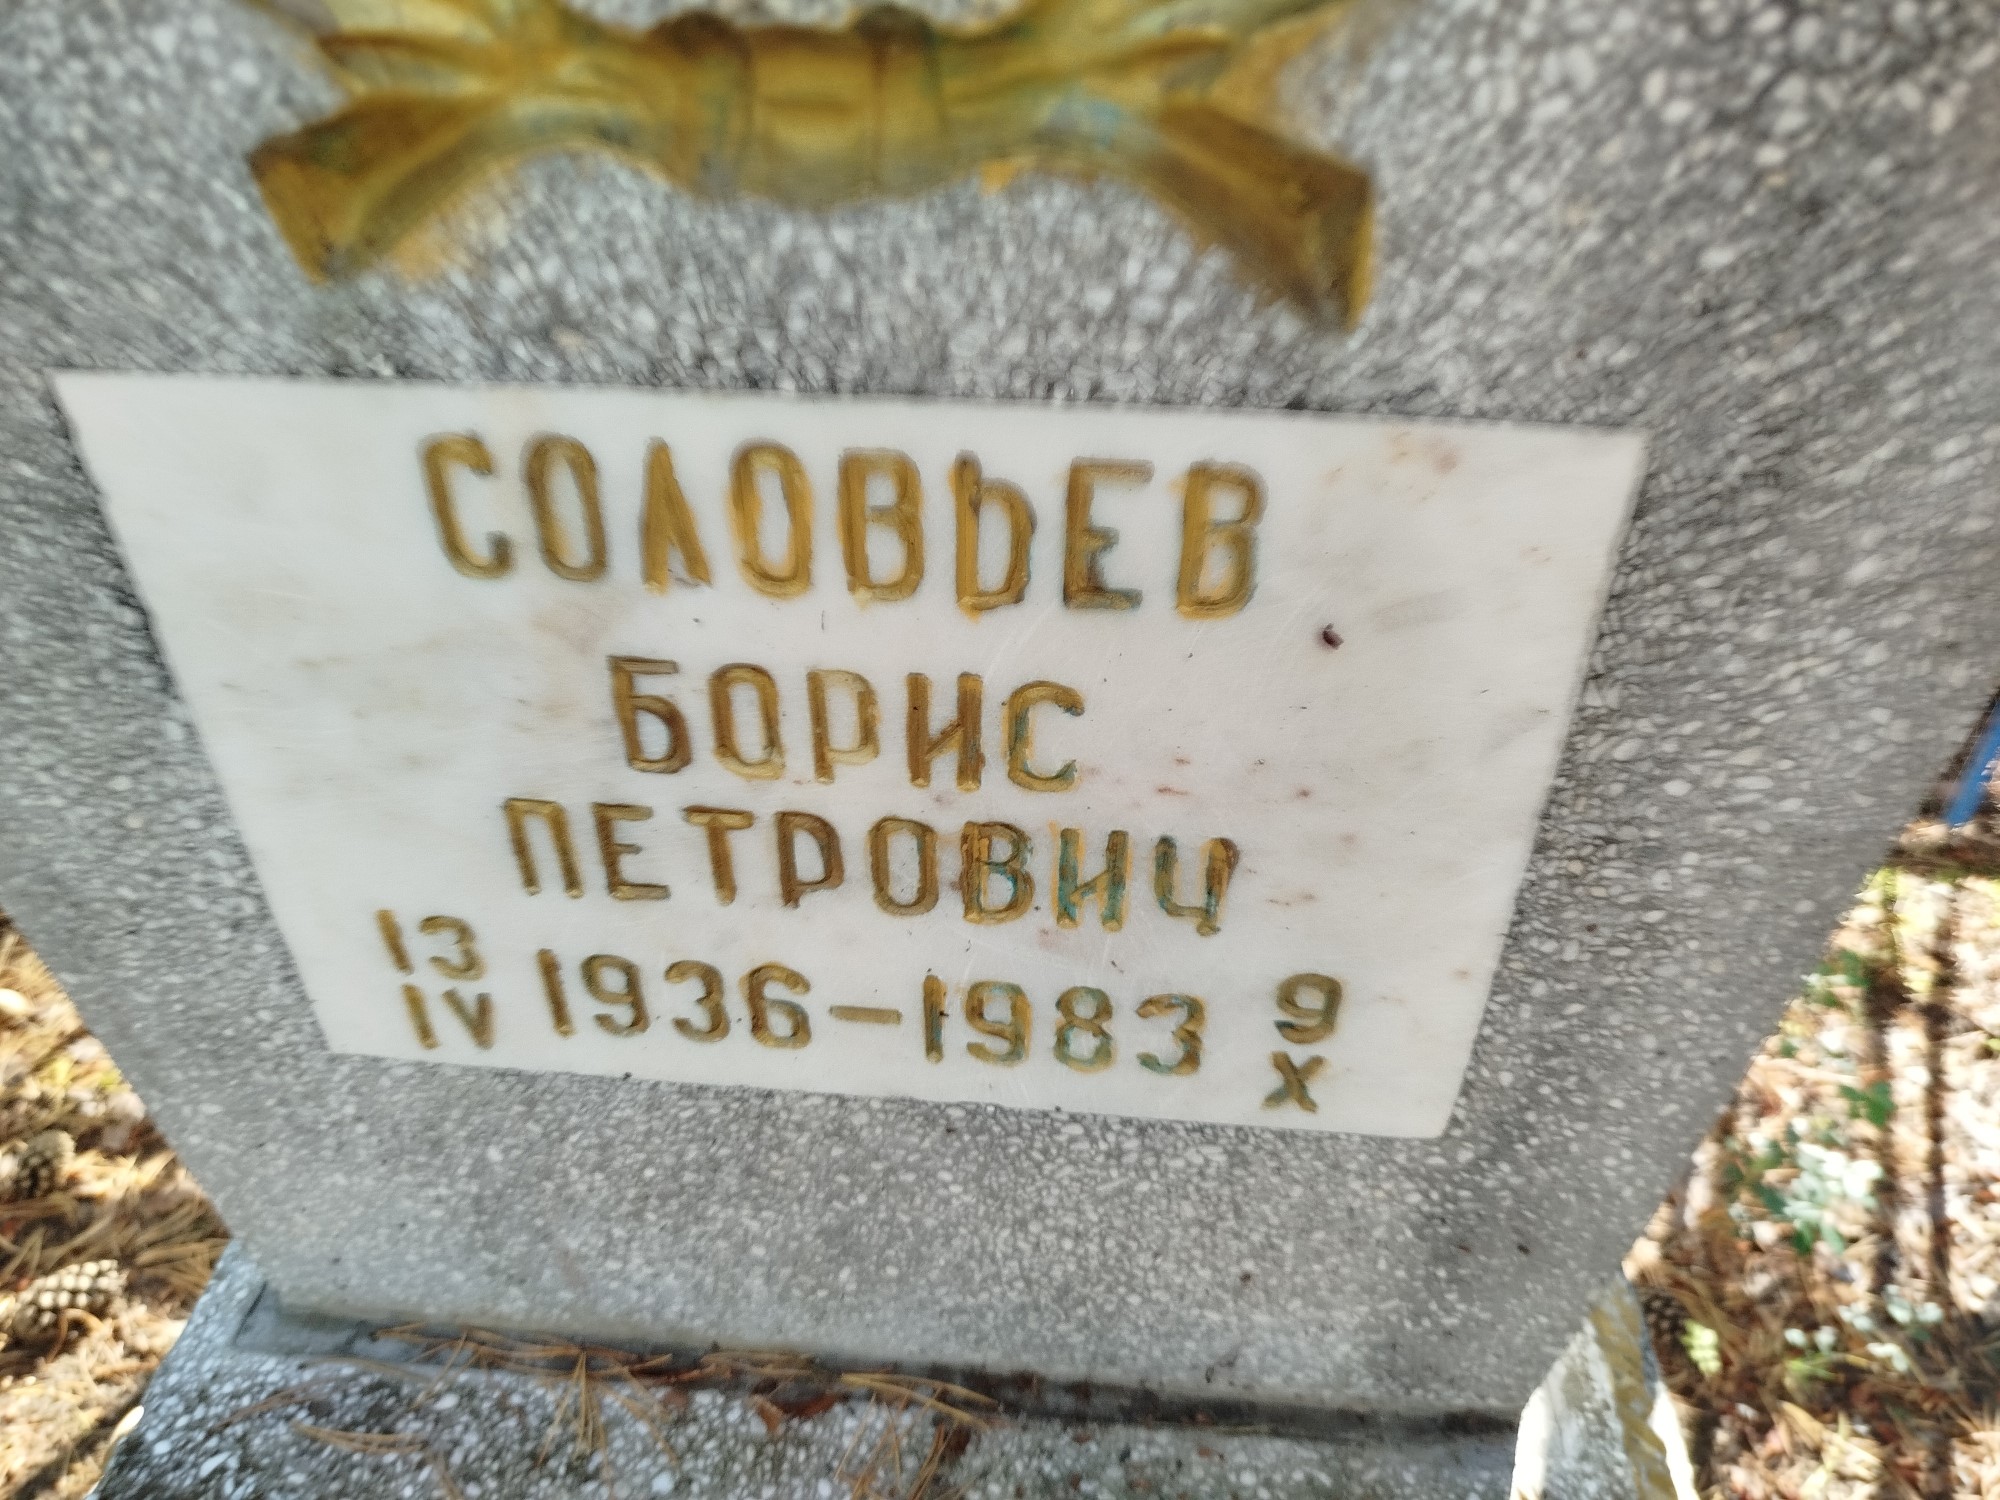 СОЛОВЬЕВ
БОРИС
ПЕТРОВИЧ
13
IV 1936-1983 9
X